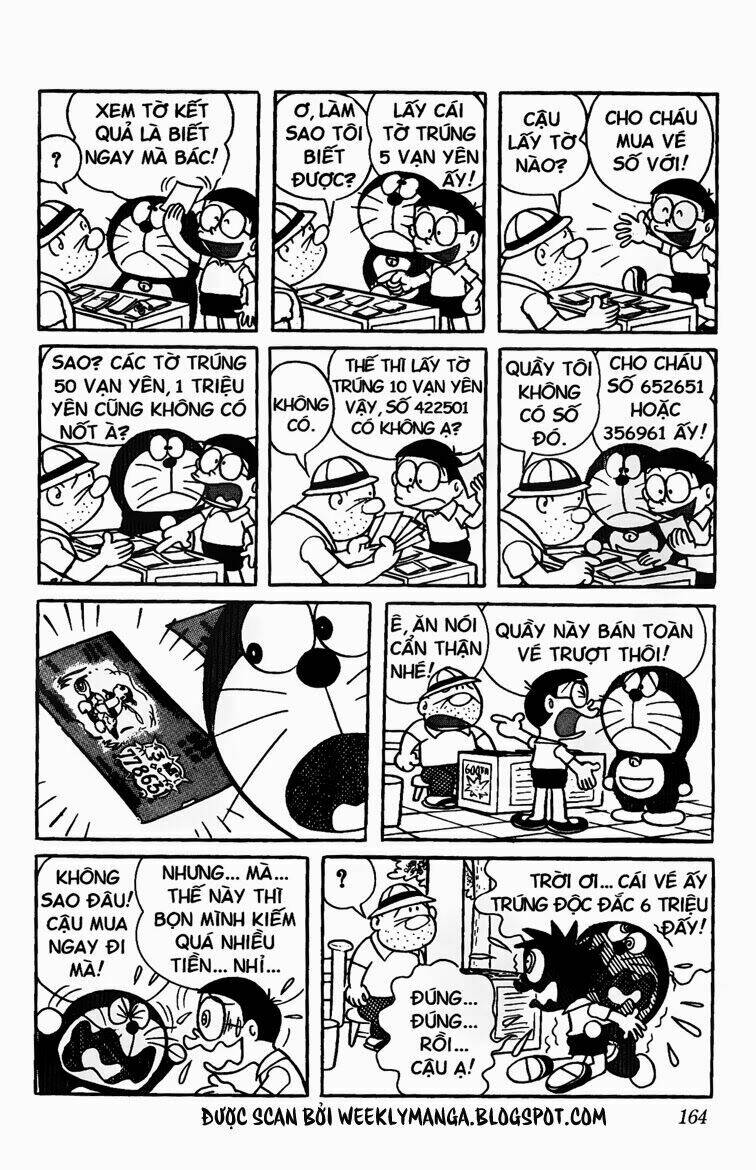 CHO CHÁU
MUA VÉ
SỐ VỚI!
CẬU
LẤY TỜ
NÀO?
LẤY CÁI
TỜ TRÚNG
5 VẠN YÊN
ẤY!
Ơ, LÀM
SAO TÔI
BIẾT
ĐƯỢC?
XEM TỜ KẾT
QUẢ LÀ BIẾT
NGAY MÀ BÁC!
?
CHO CHÁU
SỐ 652651
HOẶC
356961 ẤY!
QUẦY TÔI
KHÔNG
CÓ SỐ
ĐÓ.
THẾ THÌ LẤY TỜ
TRÚNG 10 VẠN YÊN
VẬY, SỐ 422501
CÓ KHÔNG Ạ?
KHÔNG
CÓ.
SAO? CÁC TỜ TRÚNG
50 VẠN YÊN, 1 TRIỆU
YÊN CŨNG KHÔNG CÓ
NỐT À?
QUẦY NÀY BÁN TOÀN
VÉ TRƯỢT THÔI!
Ê, ĂN NÓI
CẨN THẬN
NHÉ!
77863
TRỜI ƠI... CÁI VÉ ẤY
TRÚNG ĐỘC ĐẮC 6 TRIỆU
ĐẤY!
ĐÚNG...
ĐÚNG...
RỒI...
CẬU Ạ!
?
NHƯNG... MÀ...
THẾ NÀY THÌ
BỌN MÌNH KIẾM
QUÁ NHIỀU
TIỀN... NHỈ...
KHÔNG
SAO ĐÂU!
CẬU MUA
NGAY ĐI
MÀ!
ĐƯỢC SCAN BỞI WEEKLYMANGA.BLOGSPOT.COM
164